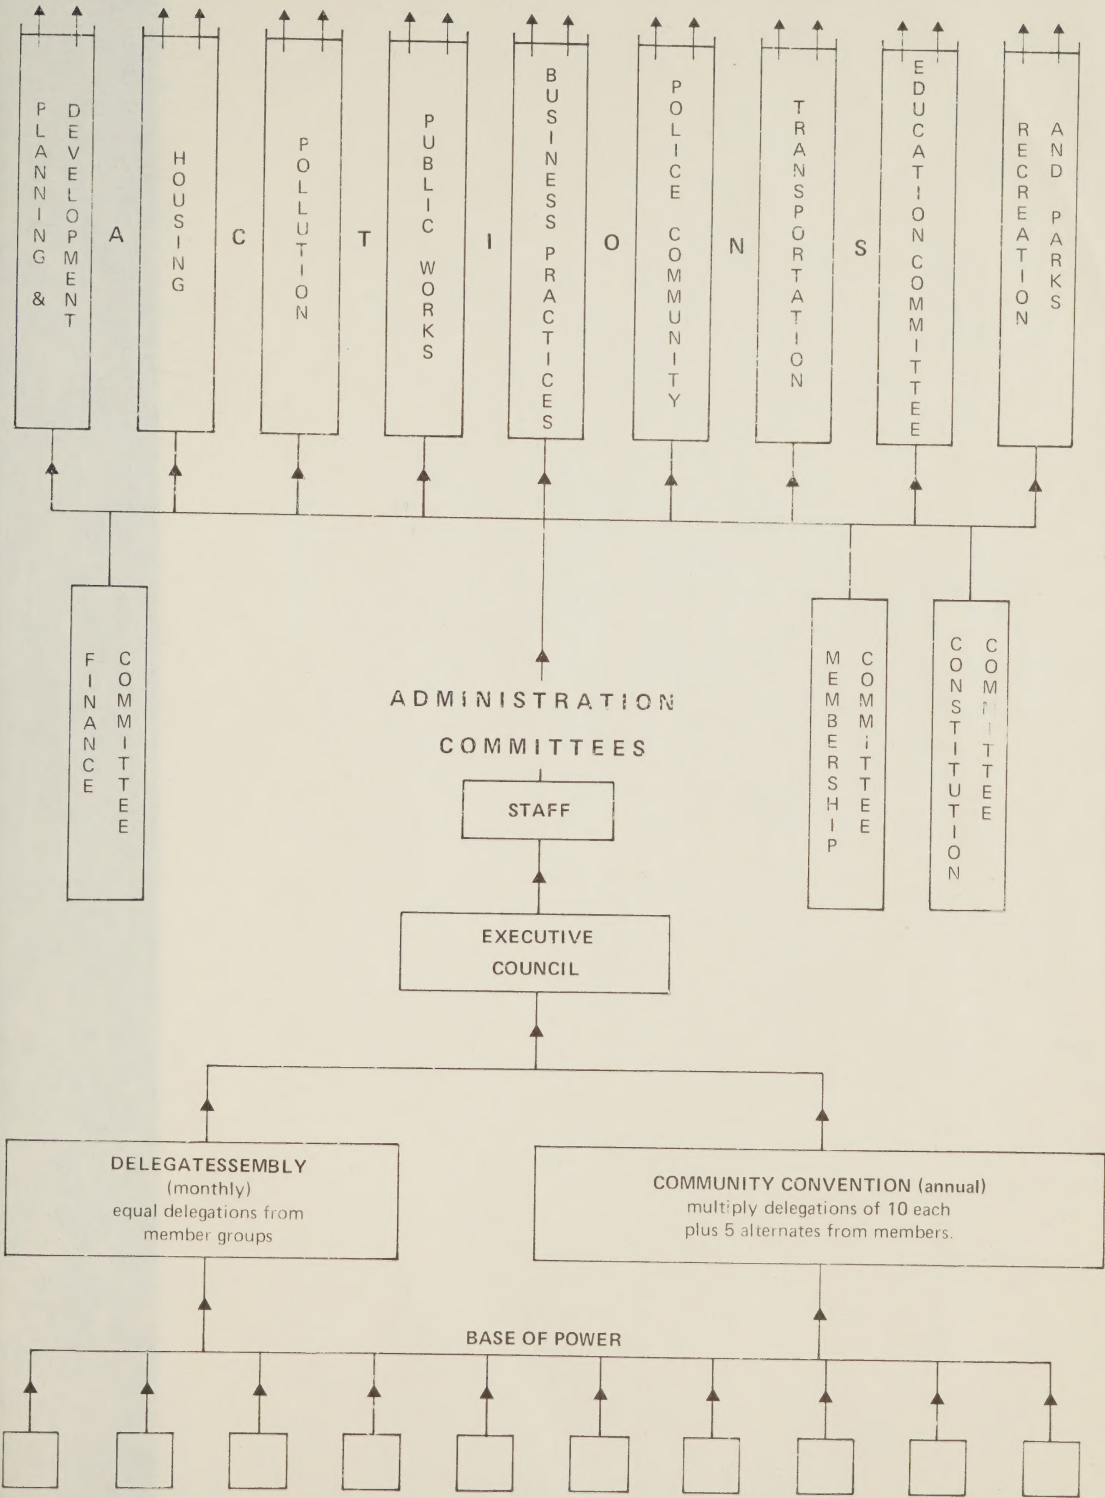 PLANNING &
DEVELOPMENT
HOUSING
POLLUTION
PUBLIC WORKS
BUSINESS PRACTICES
POLICE COMMUNITY
TRANSPORTATION
EDUCATION COMMITTEE
RECREATION
AND PARKS
ACTIONS
FINANCE
COMMITTEE
MEMBERSHIP
COMMITTEE
CONSTITUTION
COMMITTEE
ADMINISTRATION
COMMITTEES
STAFF
EXECUTIVE
COUNCIL
DELEGATESSEMBLY
(monthly)
equal delegations from
member groups
COMMUNITY CONVENTION (annual)
multiply delegations of 10 each
plus 5 alternates from members.
BASE OF POWER